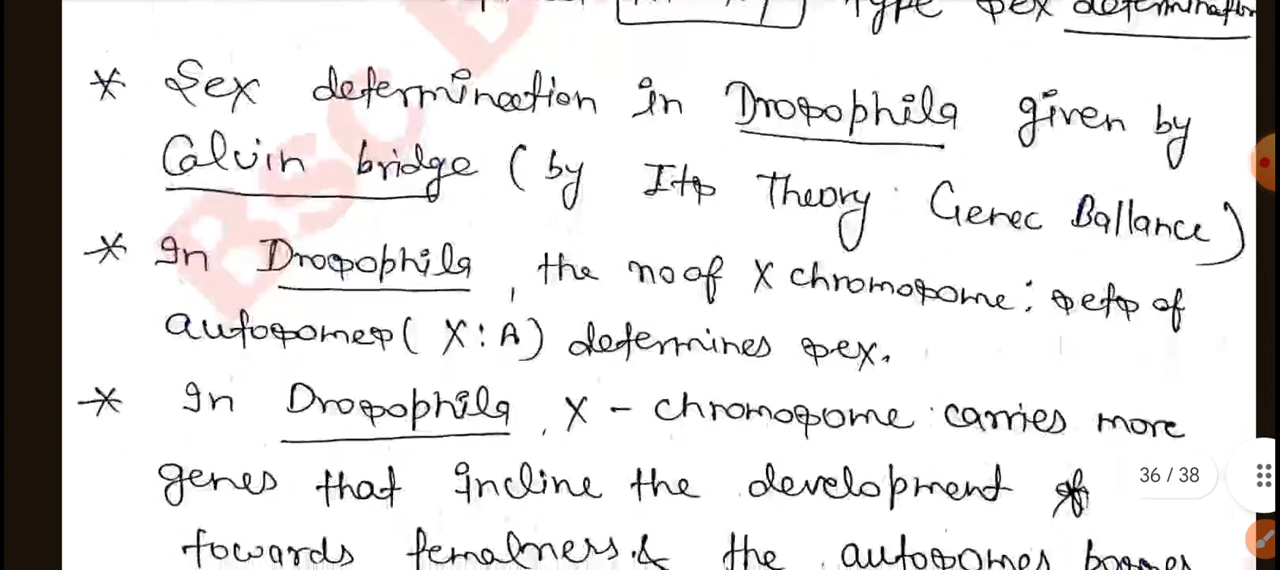 Type sex determination
* Sex determination in Drosophila given by
Calvin bridge ( by Its Theory Genec Ballance )
* In Drosophila, the no of X chromosome : sets of
autosomes ( X : A ) determines sex.
* In Drosophila, X - chromosome carries more
genes that incline the development of
36 / 38
towards femalness & the autosomes
BSc B